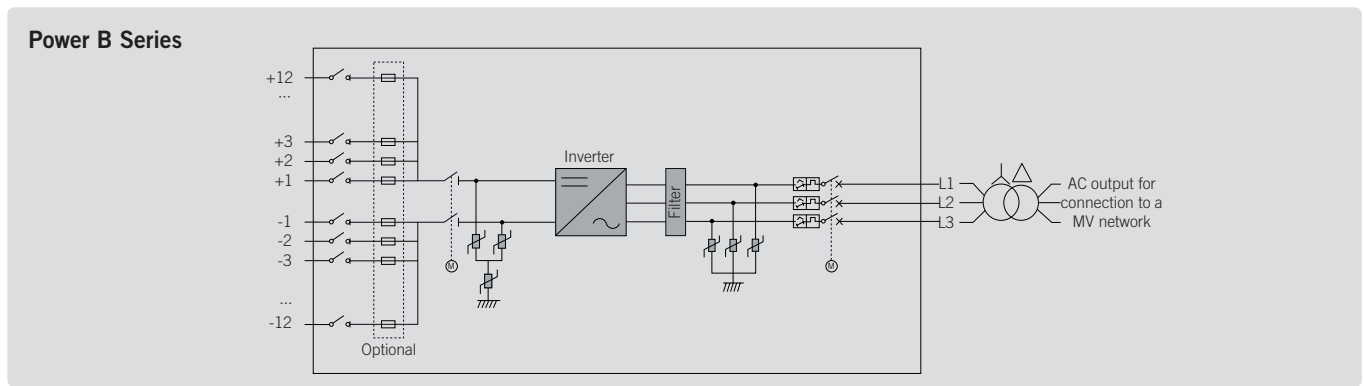 Power B Series
+12
...
+3
+2
+1
-1
-2
-3
...
-12
Optional
M
Inverter
Filter
M
L1
L2
L3
AC output for
connection to a
MV network